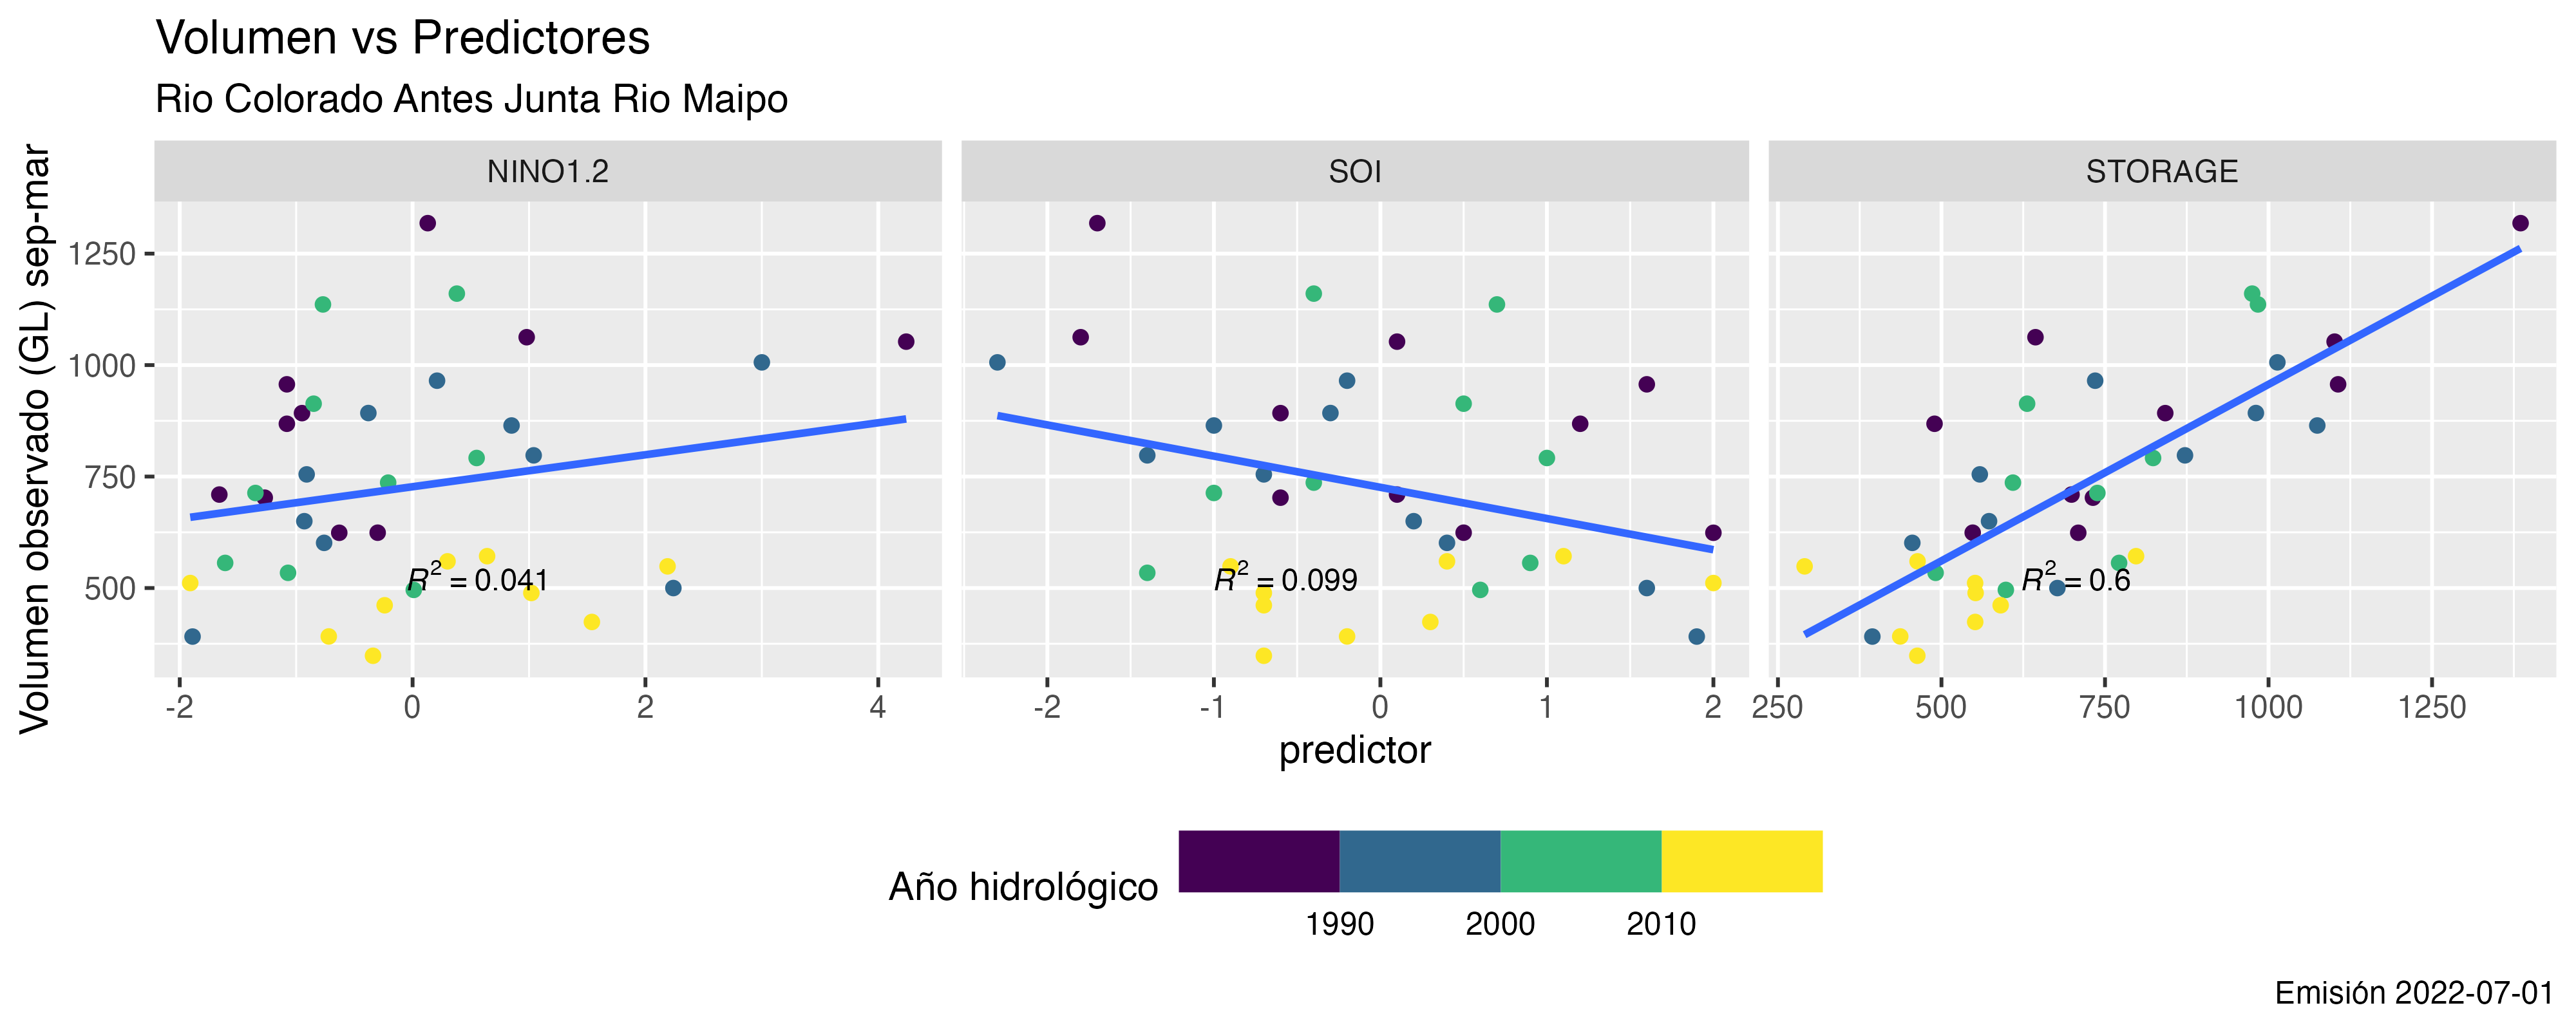 Volumen vs Predictores
Rio Colorado Antes Junta Rio Maipo
NINO1.2
SOI
STORAGE
Volumen observado (GL) sep-mar
1250
1000
750
500
R² = 0.041
R² = 0.099
R² = 0.6
-2 0 2 4
-2 -1 0 1 2
250 500 750 1000 1250
predictor
Año hidrológico
1990 2000 2010
Emisión 2022-07-01